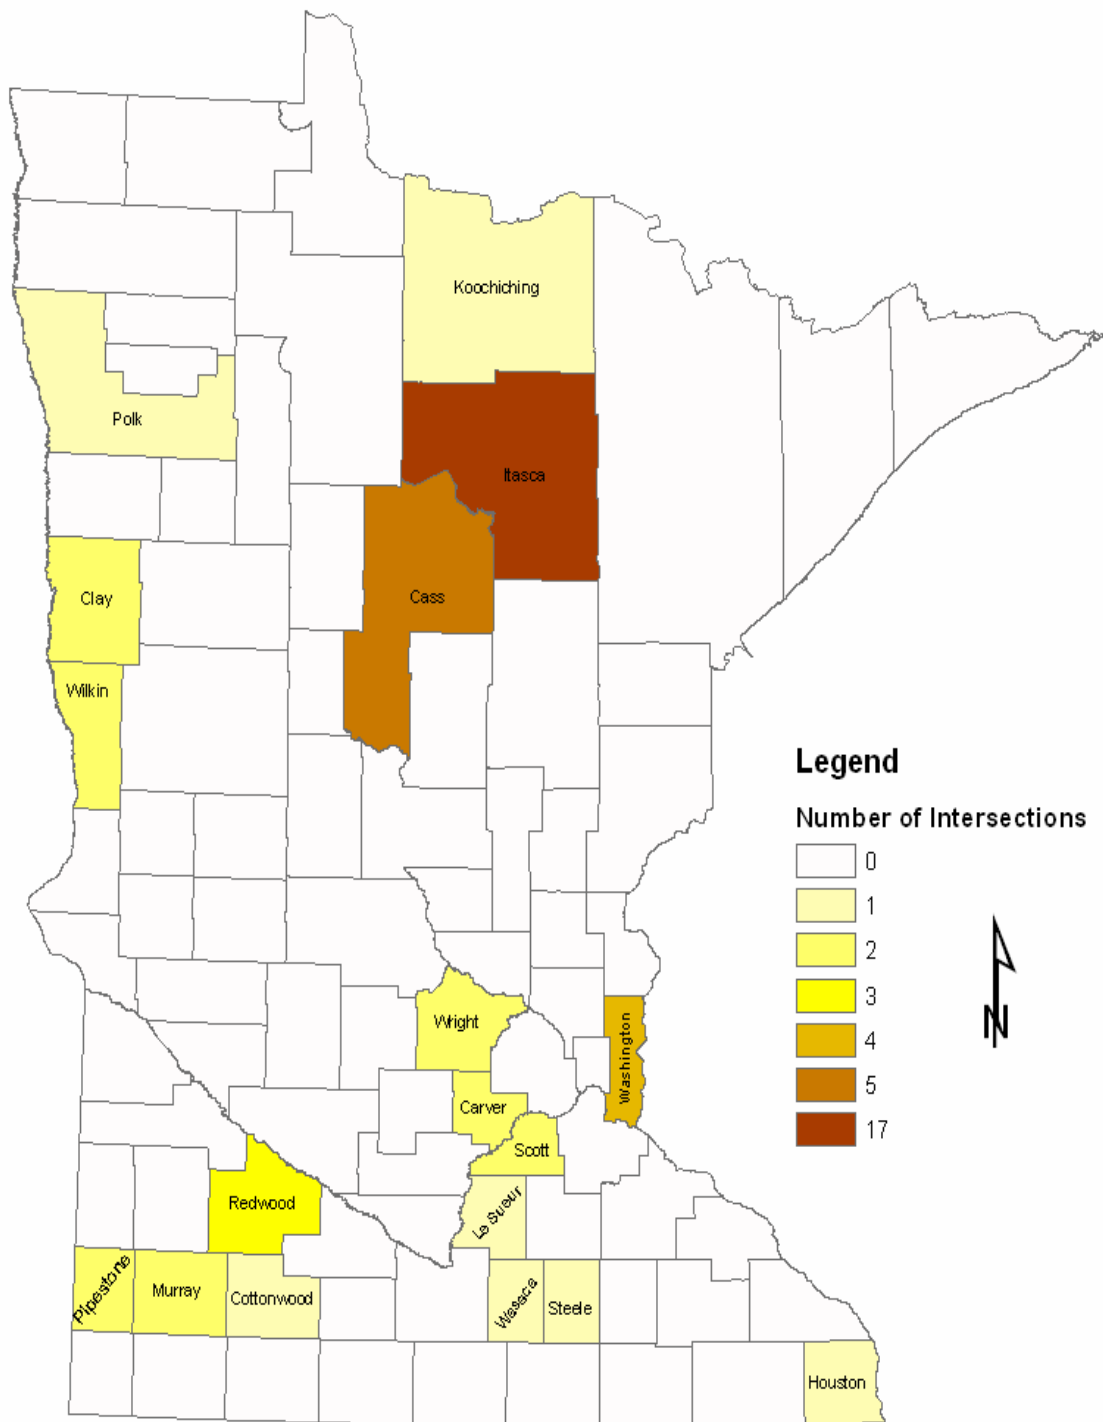 Koochiching
Polk
Itasca
Clay
Cass
Wilkin
Legend
Number of Intersections
0
1
2
3
4
5
17
N
Wright
Washington
Carver
Scott
Redwood
Le Sueur
Pipestone
Murray
Cottonwood
Wasaca
Steele
Houston